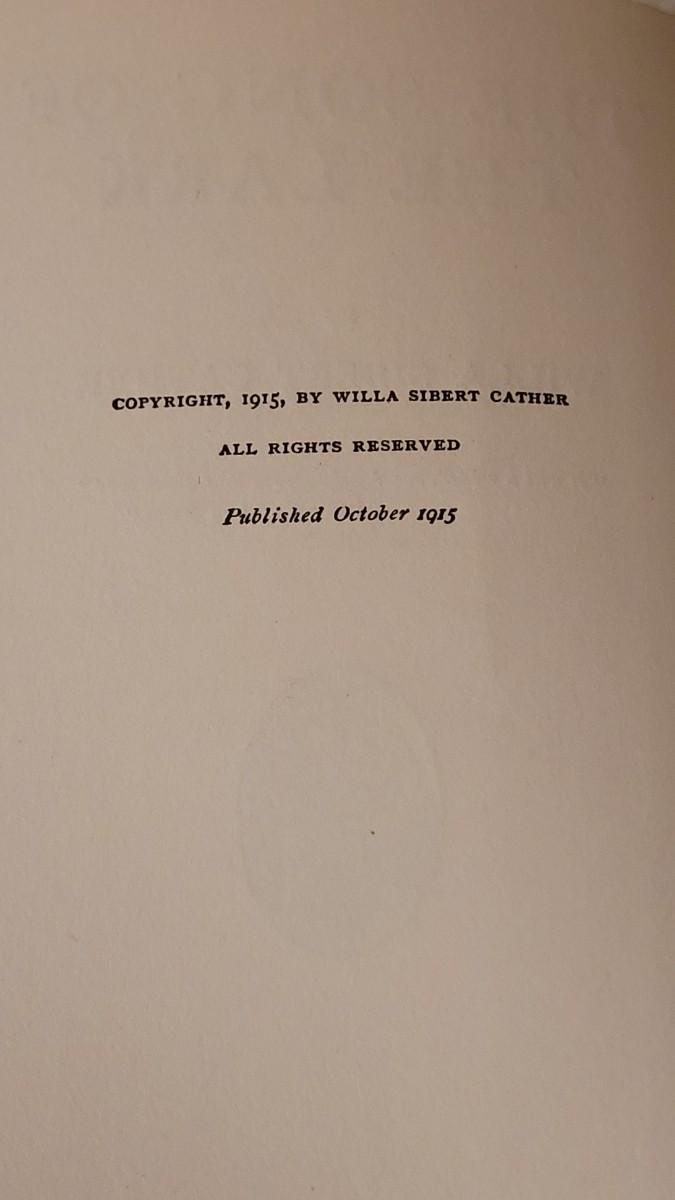 COPYRIGHT, 1915, BY WILLA SIBERT CATHER
ALL RIGHTS RESERVED
Published October 1915